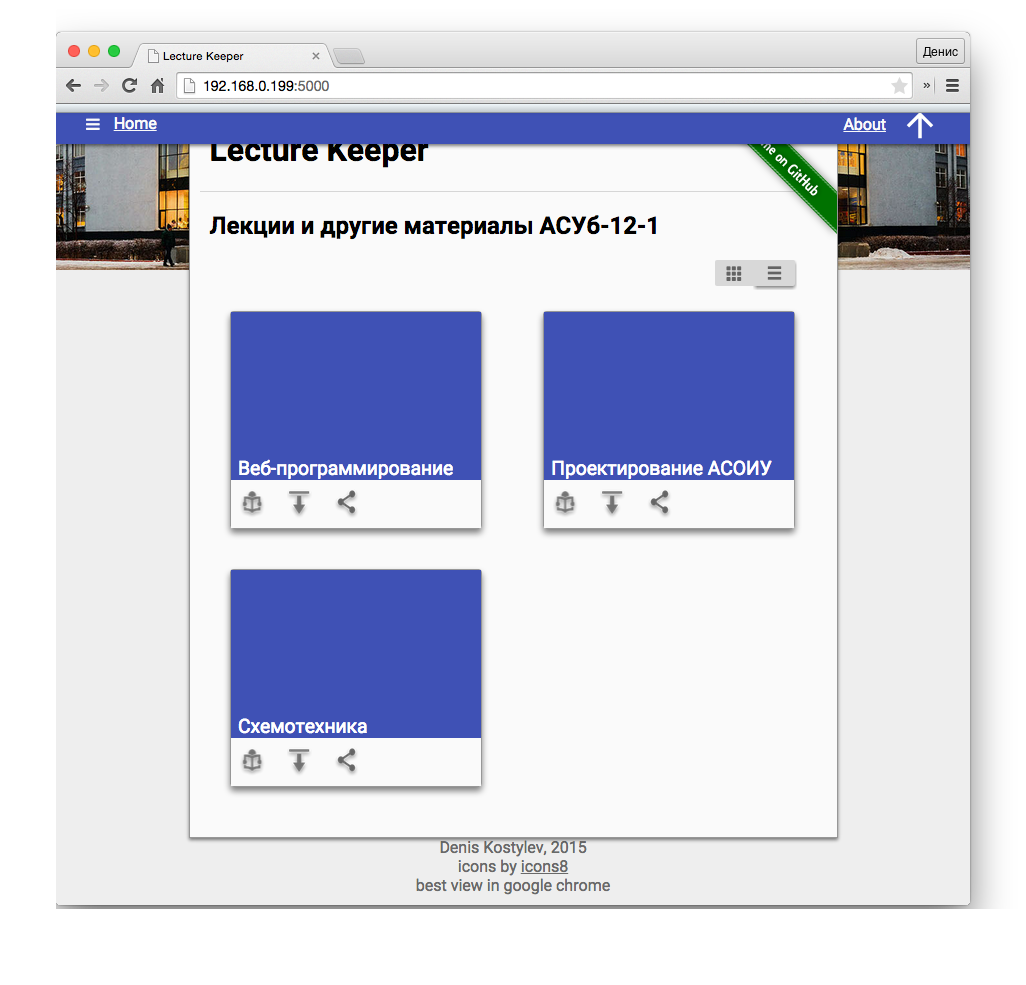 Lecture Keeper
Денис
192.168.0.199:5000
Home
About
Lecture Keeper
on GitHub
Лекции и другие материалы АСУб-12-1
Веб-программирование
Проектирование АСОИУ
Схемотехника
Denis Kostylev, 2015
icons by icons8
best view in google chrome